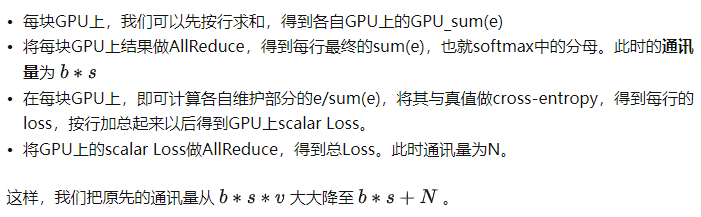 • 每块GPU上，我们可以先按行求和，得到各自GPU上的GPU_sum(e)
• 将每块GPU上结果做AllReduce，得到每行最终的sum(e)，也就softmax中的分母。此时的通讯
量为 b * s
• 在每块GPU上，即可计算各自维护部分的e/sum(e)，将其与真值做cross-entropy，得到每行的
loss，按行加总起来以后得到GPU上scalar Loss。
• 将GPU上的scalar Loss做AllReduce，得到总Loss。此时通讯量为N。
这样，我们把原先的通讯量从 b * s * v 大大降至 b * s + N 。